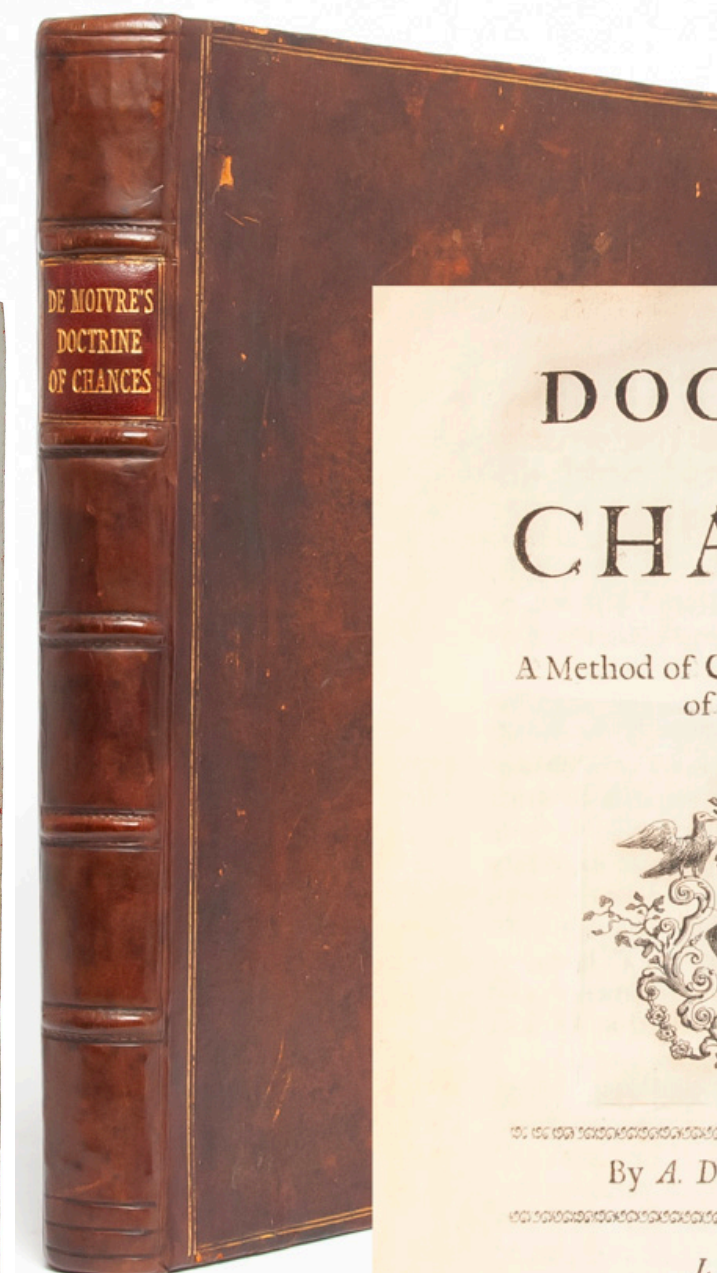 DE MOIVRE'S
DOCTRINE
OF CHANCES
DOC
CHA
A Method of C
of
By A. D
L